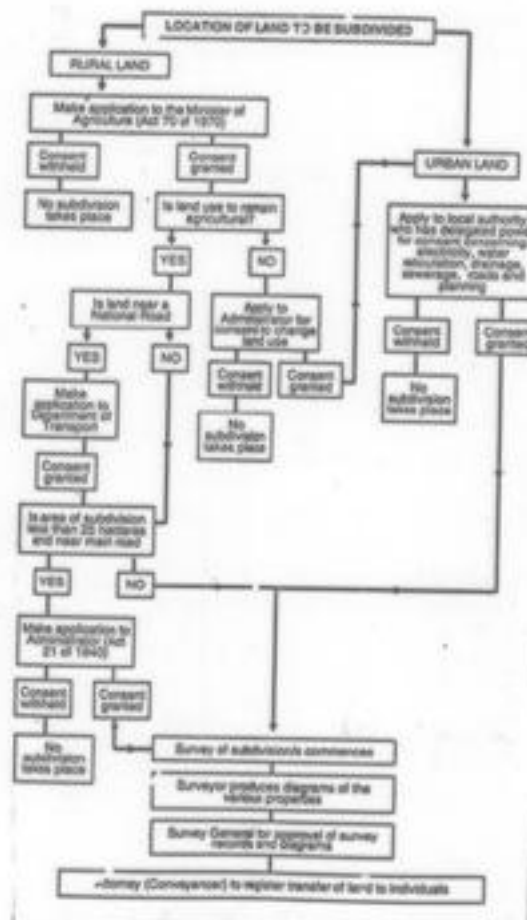 LOCATION OF LAND TO BE SUBDIVIDED
RURAL LAND
Make application to the Minister of
Agriculture (Act 70 of 1970)
Consent
withheld
Consent
granted
URBAN LAND
No subdivision
takes place
Is land use to remain
agricultural?
Apply to local authority
who has delegated power
for consent concerning
electricity, water
reticulation, drainage,
sewerage, roads and
planning
YES
NO
Is land near a
National Road
Apply to
Administrator for
consent to change
land use
Consent
withheld
Consent
granted
YES
NO
Consent
withheld
Consent
granted
Make
application to
Department of
Transport
No
subdivision
takes place
No
subdivision
takes place
Consent
granted
Is area of subdivision
less than 25 hectares
and near main road
YES
NO
Make application to
Administrator (Act
21 of 1940)
Consent
withheld
Consent
granted
No
subdivision
takes place
Survey of subdivision/s commences
Surveyor produces diagrams of the
various properties
Survey General for approval of survey
records and diagrams
(Conveyancer) to register transfer of land to individuals